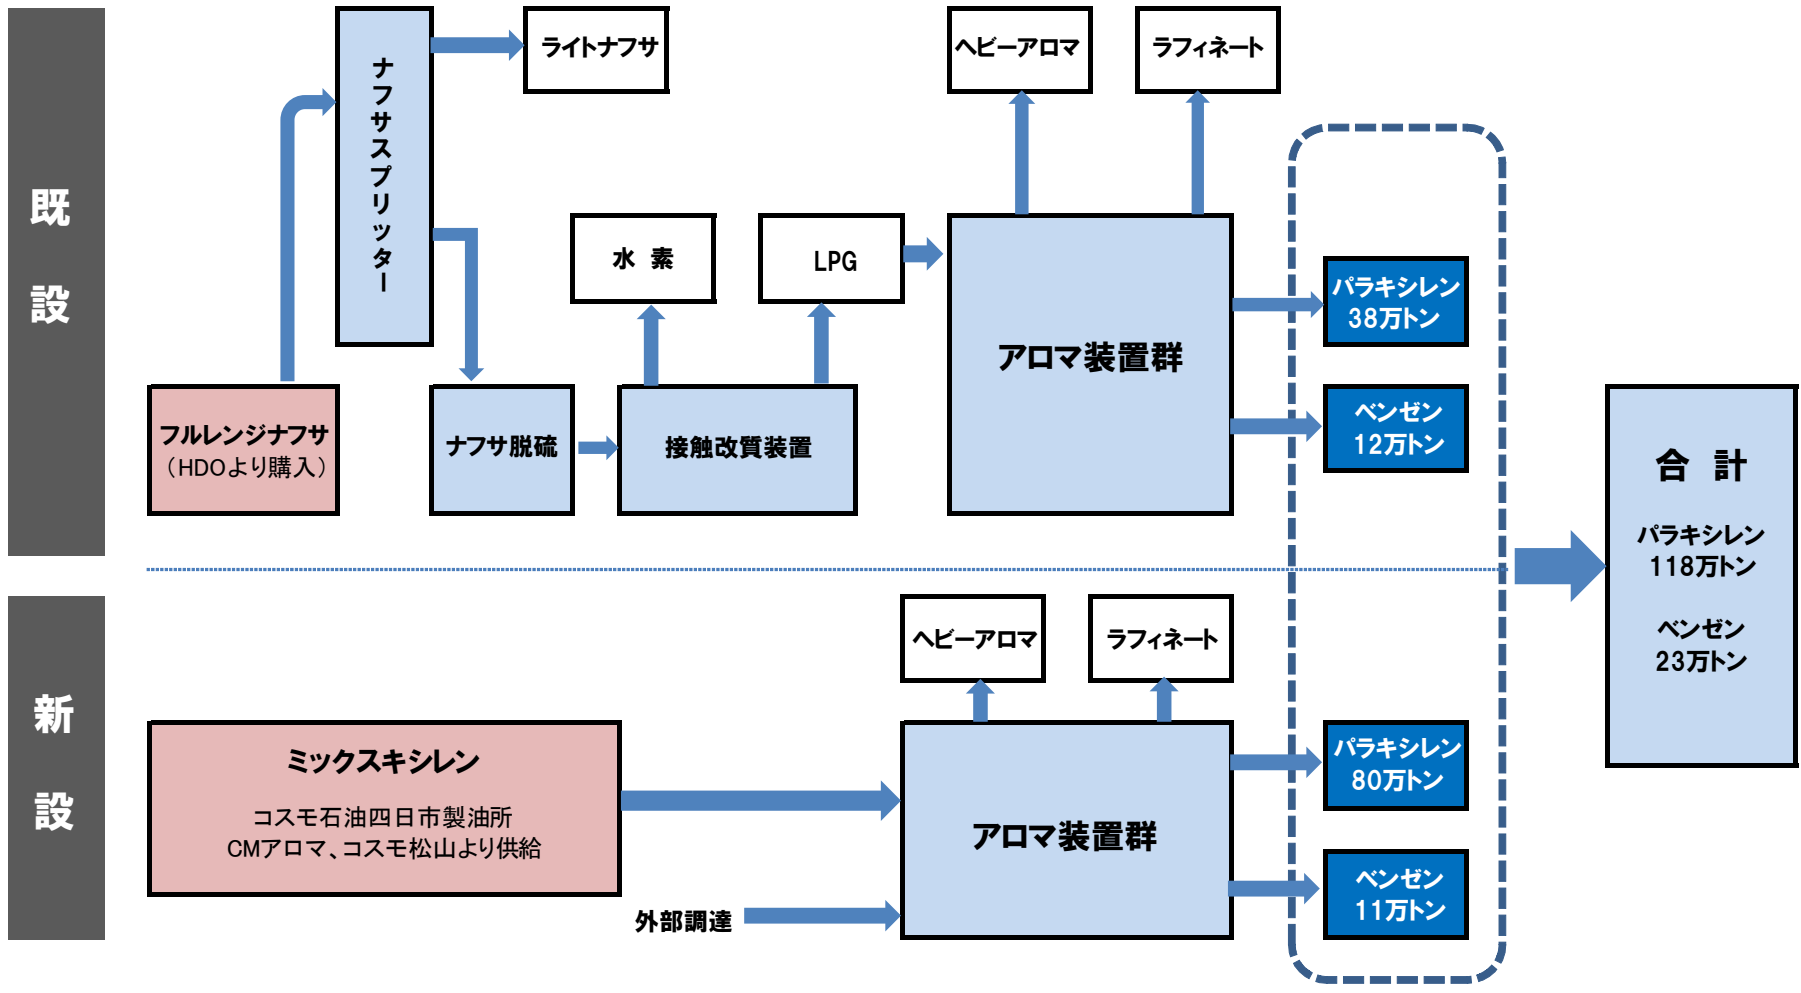 既設
ナフサスプリッター
ライトナフサ
ヘビーアロマ
ラフィネート
水 素
LPG
アロマ装置群
パラキシレン
38万トン
ベンゼン
12万トン
フルレンジナフサ
（HDOより購入）
ナフサ脱硫
接触改質装置
合 計
パラキシレン
118万トン
ベンゼン
23万トン
新設
ヘビーアロマ
ラフィネート
ミックスキシレン
コスモ石油四日市製油所
CMアロマ、コスモ松山より供給
外部調達
アロマ装置群
パラキシレン
80万トン
ベンゼン
11万トン